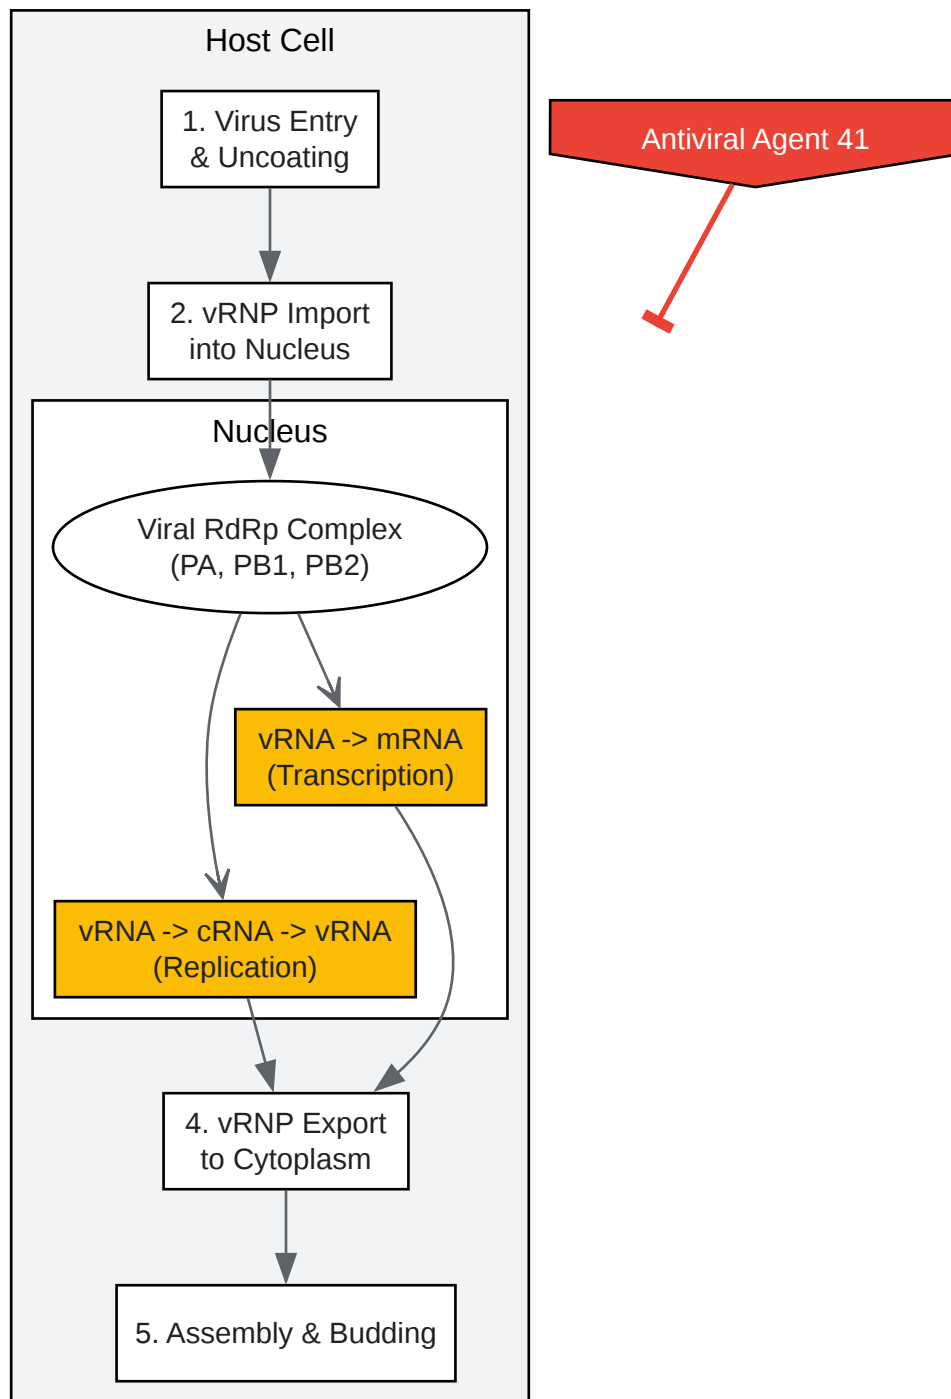 Host Cell
1. Virus Entry
& Uncoating
Antiviral Agent 41
2. vRNP Import
into Nucleus
Nucleus
Viral RdRp Complex
(PA, PB1, PB2)
vRNA -> mRNA
(Transcription)
vRNA -> cRNA -> vRNA
(Replication)
4. vRNP Export
to Cytoplasm
5. Assembly & Budding